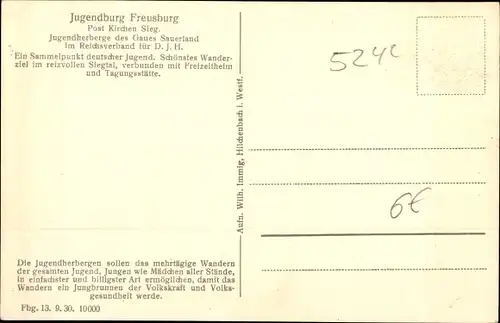 Jugendburg Freusburg
Post Kirchen Sieg.
Jugendherberge des Gaues Sauerland
im Reichsverband für D. J. H.
Ein Sammelpunkt deutscher Jugend. Schönstes Wander-
ziel im reizvollen Siegtal, verbunden mit Freizeitheim
und Tagungsstätte.
Die Jugendherbergen sollen das mehrtägige Wandern
der gesamten Jugend, Jungen wie Mädchen aller Stände,
in einfachster und billigster Art ermöglichen, damit das
Wandern ein Jungbrunnen der Volkskraft und Volks-
gesundheit werde.
Fbg. 13. 9. 30. 10000
Aufn. Wilh. Immig, Hilchenbach i. Westf.
6€